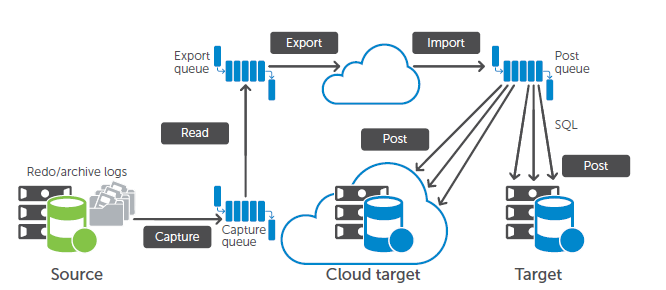 Export
Import
Export
queue
Post
queue
Read
Post
SQL
Post
Redo/archive logs
Capture
Capture
queue
Source
Cloud target
Target